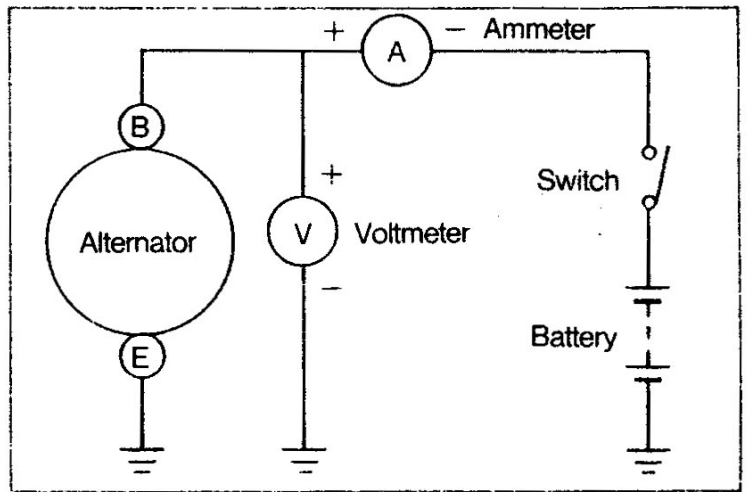 + A − Ammeter
B
Switch
+
Alternator V Voltmeter
−
Battery
E